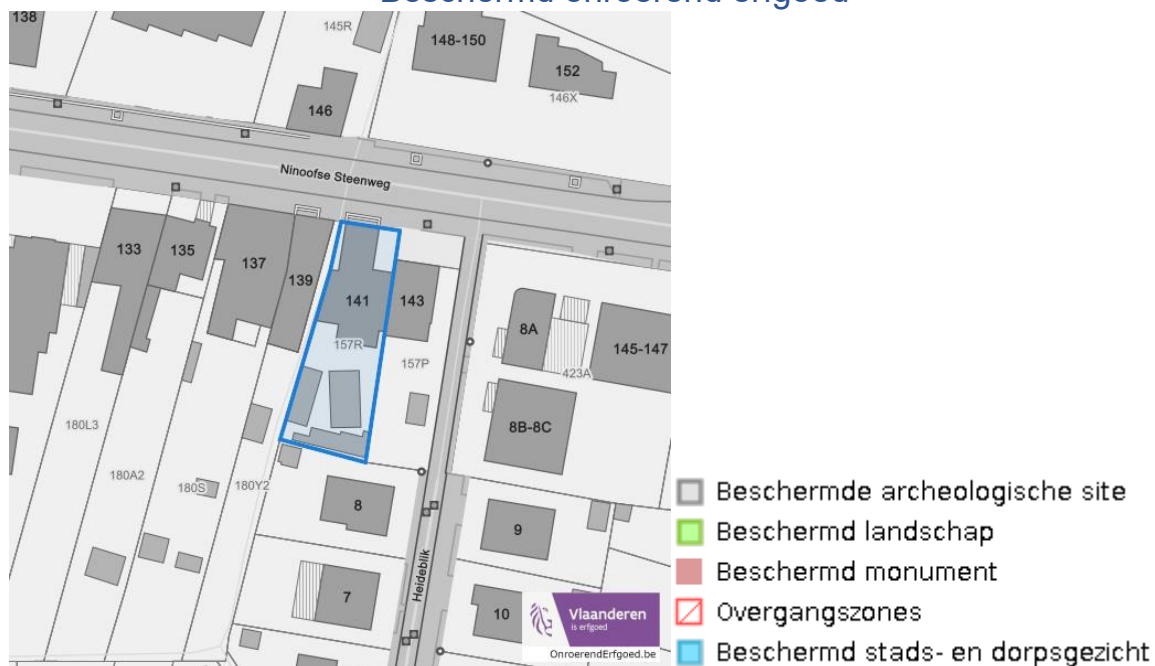 Beschermd onroerend erfgoed
138
145R
148-150
152
146X
146
Ninoofse Steenweg
133
135
137
139
141
143
157R
157P
8A
145-147
423A
8B-8C
180L3
180A2
180S
180Y2
8
9
Heideblik
7
10
Vlaanderen
is erfgoed
OnroerendErfgoed.be
Beschermde archeologische site
Beschermd landschap
Beschermd monument
Overgangszones
Beschermd stads- en dorpsgezicht